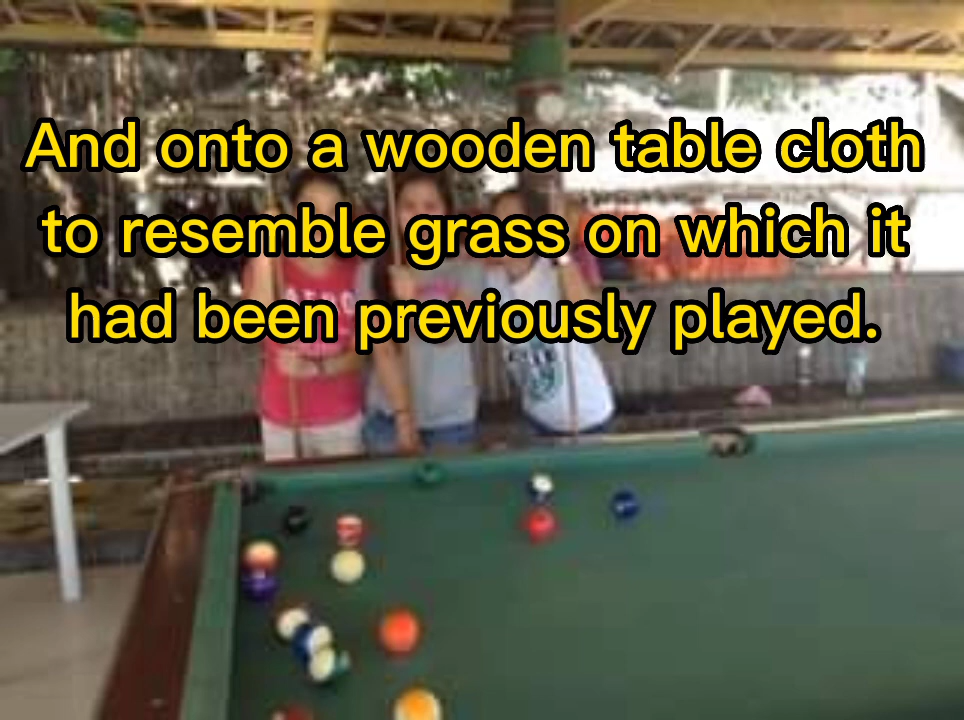 And onto a wooden table cloth
to resemble grass on which it
had been previously played.